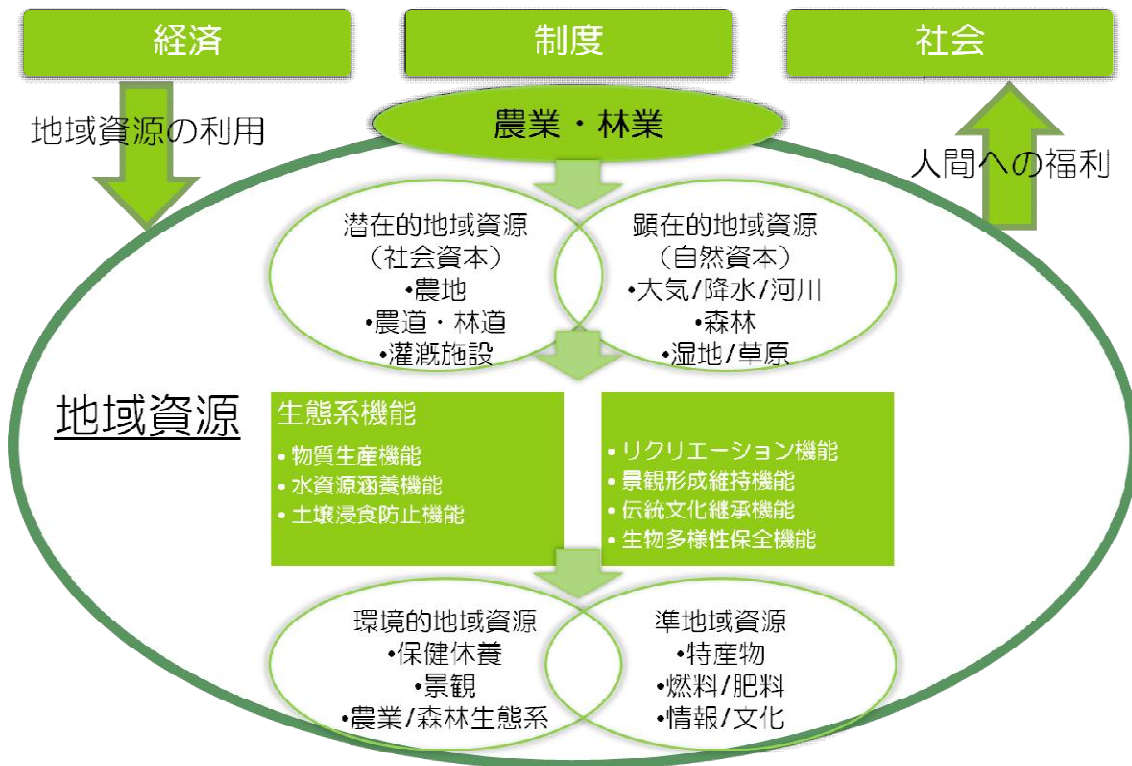 経済
制度
社会
地域資源の利用
農業・林業
人間への福利
潜在的地域資源
（社会資本）
•農地
•農道・林道
•灌漑施設
顕在的地域資源
（自然資本）
•大気/降水/河川
•森林
•湿地/草原
地域資源
生態系機能
• 物質生産機能
• 水資源涵養機能
• 土壌浸食防止機能
• リクリエーション機能
• 景観形成維持機能
• 伝統文化継承機能
• 生物多様性保全機能
環境的地域資源
•保健休養
•景観
•農業/森林生態系
準地域資源
•特産物
•燃料/肥料
•情報/文化